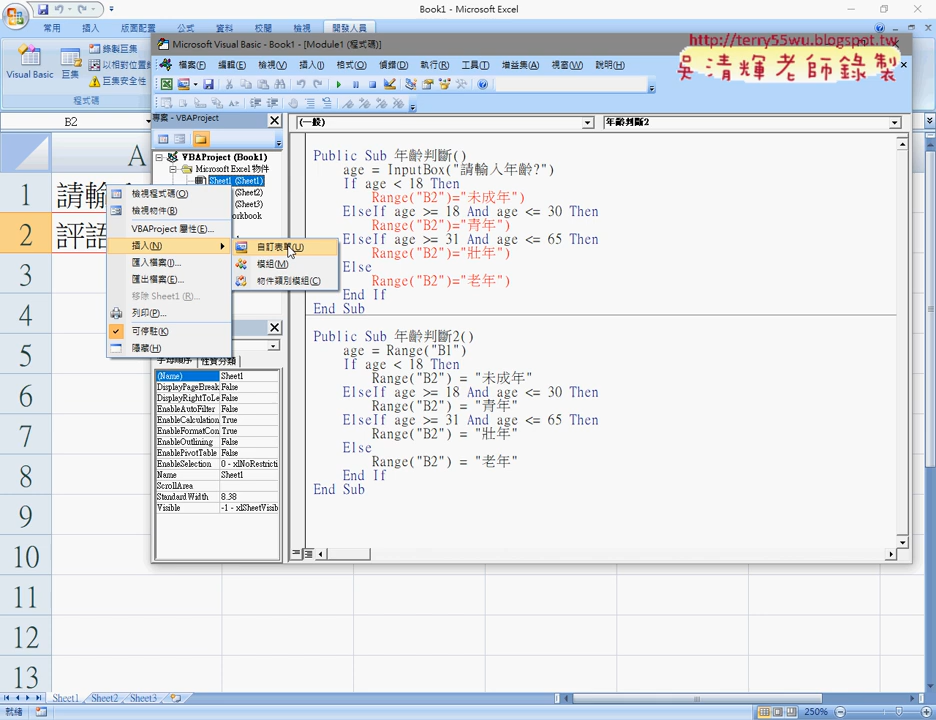 Book1 - Microsoft Excel
常用 插入 版面配置 公式 資料 校閱 檢視 開發人員
Visual Basic
巨集
錄製巨集
以相對位置
巨集安全性
程式碼
Microsoft Visual Basic - Book1 - [Module1 (程式碼)]
http://terry55wu.blogspot.tw
吳清輝老師錄製
檔案(F) 編輯(E) 檢視(V) 插入(I) 格式(O) 偵錯(D) 執行(R) 工具(T) 增益集(A) 視窗(W) 說明(H)
B2
專案 - VBAProject
(一般)
年齡判斷2
VBAProject (Book1)
Microsoft Excel 物件
Sheet1 (Sheet1)
(Sheet2)
(Sheet3)
orkbook
A
1 請輸
2 評語
3
4
5
6
7
8
9
10
11
12
13
檢視程式碼(O)
檢視物件(B)
VBAProject 屬性(E)...
插入(N)
匯入檔案(I)...
匯出檔案(E)...
移除 Sheet1 (R)...
列印(P)...
可停駐(K)
隱藏(H)
自訂表單(U)
模組(M)
物件類別模組(C)
字母順序 性質分類
(Name) Sheet1
DisplayPageBreak False
DisplayRightToLe False
EnableAutoFilter False
EnableCalculation True
EnableFormatCon True
EnableOutlining False
EnablePivotTable False
EnableSelection 0 - xlNoRestricti
Name Sheet1
ScrollArea
StandardWidth 8.38
Visible -1 - xlSheetVisib
Public Sub 年齡判斷()
age = InputBox("請輸入年齡?")
If age < 18 Then
Range("B2")="未成年")
ElseIf age >= 18 And age <= 30 Then
Range("B2")="青年")
ElseIf age >= 31 And age <= 65 Then
Range("B2")="壯年")
Else
Range("B2")="老年")
End If
End Sub
Public Sub 年齡判斷2()
age = Range("B1")
If age < 18 Then
Range("B2") = "未成年"
ElseIf age >= 18 And age <= 30 Then
Range("B2") = "青年"
ElseIf age >= 31 And age <= 65 Then
Range("B2") = "壯年"
Else
Range("B2") = "老年"
End If
End Sub
Sheet1 Sheet2 Sheet3
就緒
250%